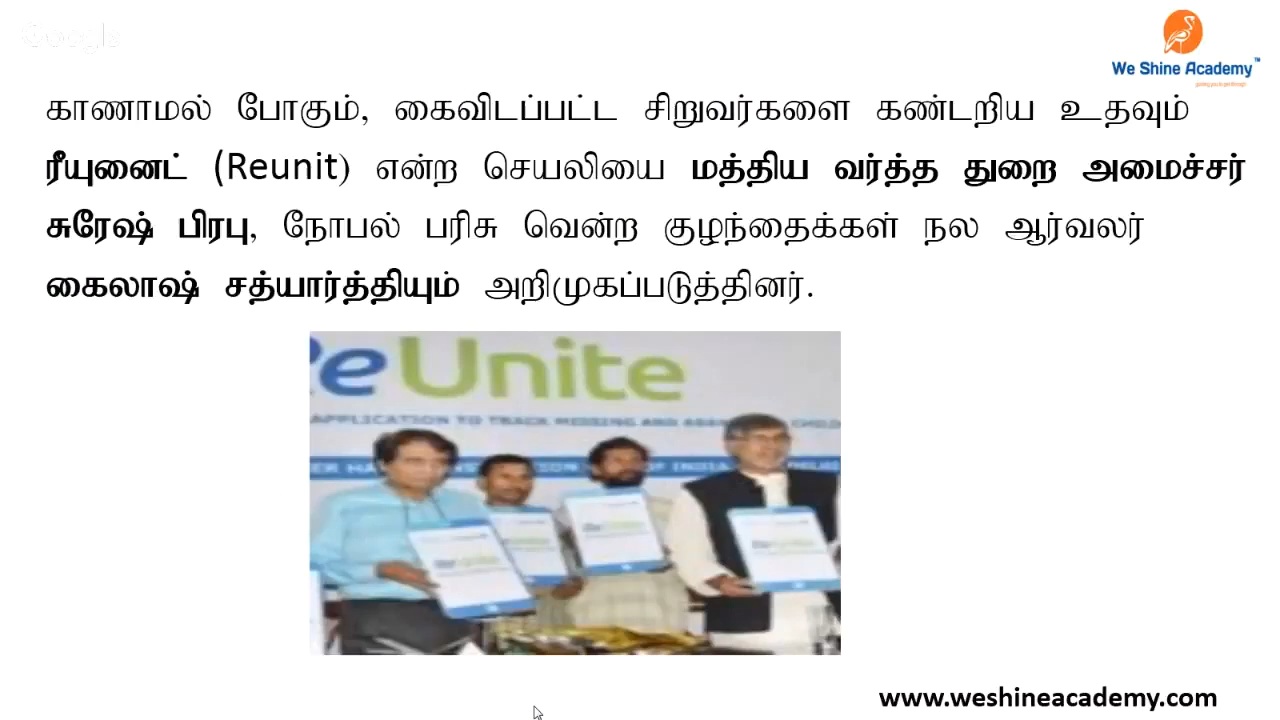 Google
We Shine Academy
காணாமல் போகும், கைவிடப்பட்ட சிறுவர்களை கண்டறிய உதவும்
ரீயுனைட் (Reunit) என்ற செயலியை மத்திய வர்த்த துறை அமைச்சர்
சுரேஷ் பிரபு, நோபல் பரிசு வென்ற குழந்தைக்கள் நல ஆர்வலர்
கைலாஷ் சத்யார்த்தியும் அறிமுகப்படுத்தினர்.
ReUnite
APPLICATION TO TRACK MISSING AND
www.weshineacademy.com